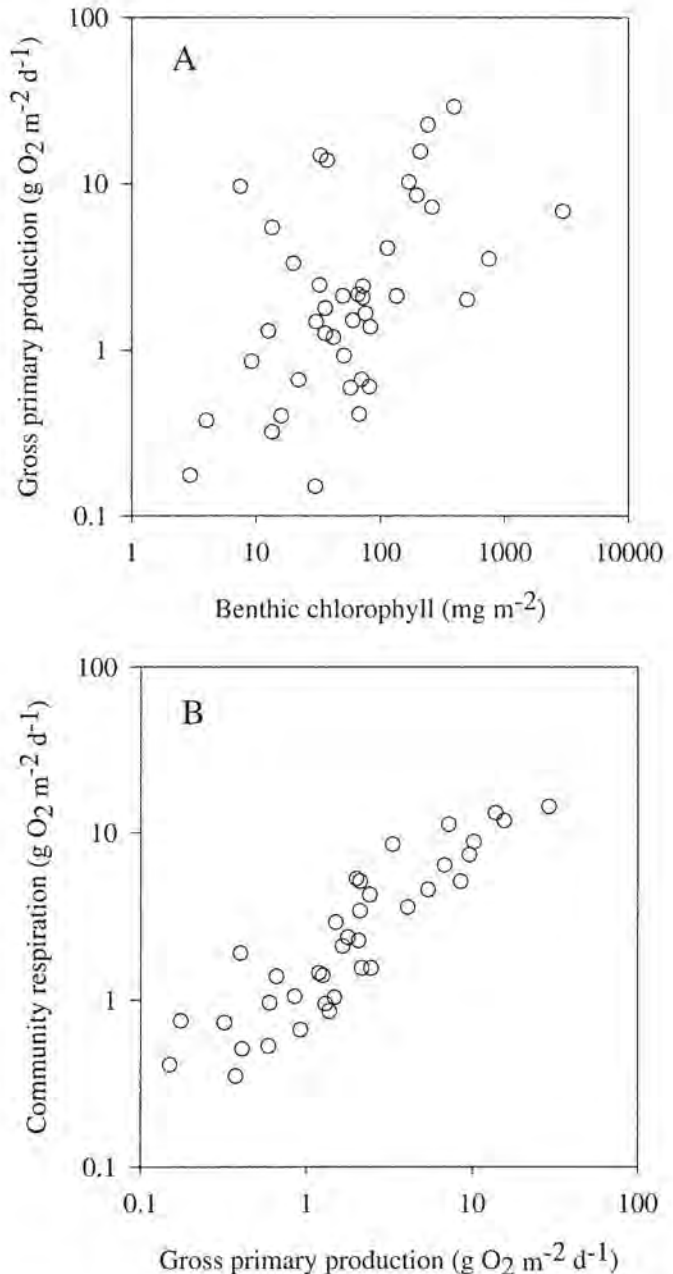 100
A
10
1
0.1
Gross primary production (g O2 m-2 d-1)
1 10 100 1000 10000
Benthic chlorophyll (mg m-2)
100
B
10
1
0.1
Community respiration (g O2 m-2 d-1)
0.1 1 10 100
Gross primary production (g O2 m-2 d-1)